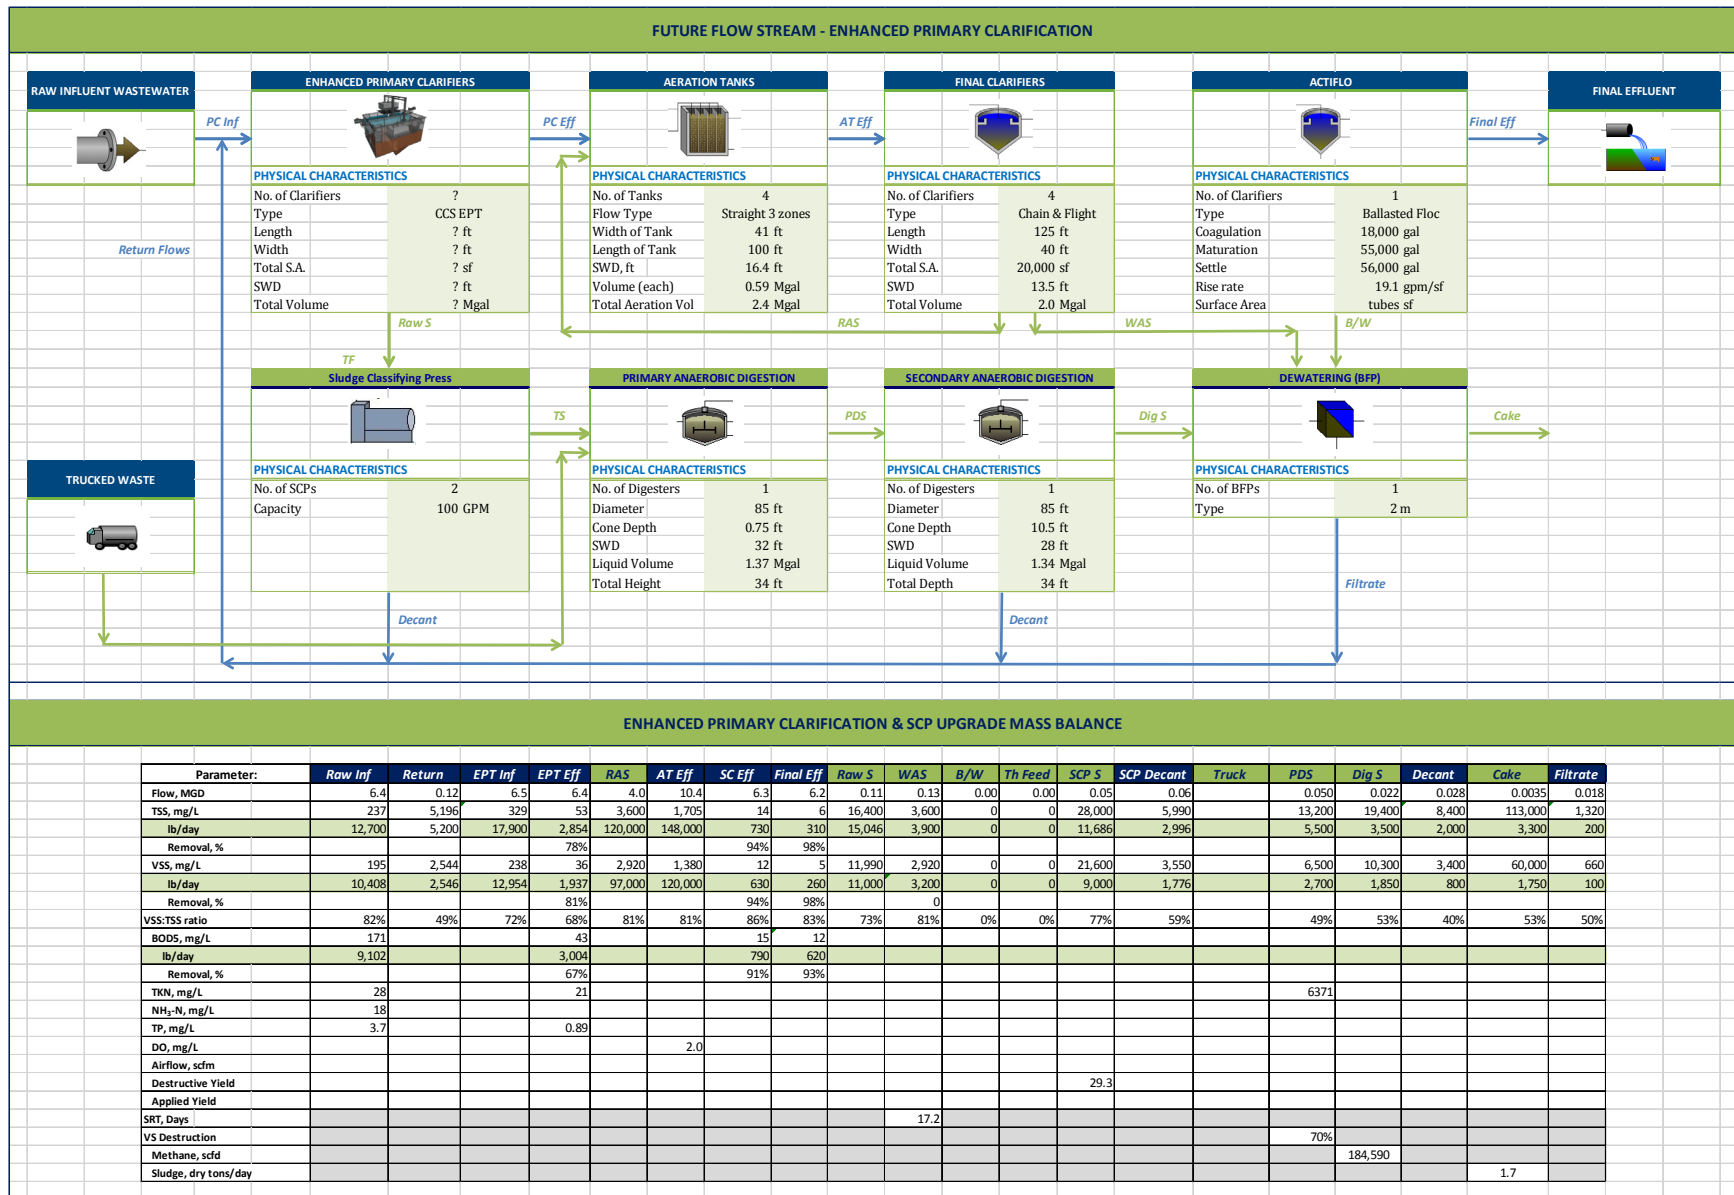 FUTURE FLOW STREAM - ENHANCED PRIMARY CLARIFICATION
RAW INFLUENT WASTEWATER
ENHANCED PRIMARY CLARIFIERS
AERATION TANKS
FINAL CLARIFIERS
ACTIFLO
FINAL EFFLUENT
PC Inf
PC Eff
AT Eff
Final Eff
PHYSICAL CHARACTERISTICS
No. of Clarifiers ?
Type CCS EPT
Length ? ft
Width ? ft
Total S.A. ? sf
SWD ? ft
Total Volume ? Mgal
PHYSICAL CHARACTERISTICS
No. of Tanks 4
Flow Type Straight 3 zones
Width of Tank 41 ft
Length of Tank 100 ft
SWD, ft 16.4 ft
Volume (each) 0.59 Mgal
Total Aeration Vol 2.4 Mgal
PHYSICAL CHARACTERISTICS
No. of Clarifiers 4
Type Chain & Flight
Length 125 ft
Width 40 ft
Total S.A. 20,000 sf
SWD 13.5 ft
Total Volume 2.0 Mgal
PHYSICAL CHARACTERISTICS
No. of Clarifiers 1
Type Ballasted Floc
Coagulation 18,000 gal
Maturation 55,000 gal
Settle 56,000 gal
Rise rate 19.1 gpm/sf
Surface Area tubes sf
Return Flows
Raw S
RAS
WAS
B/W
TF
Sludge Classifying Press
PRIMARY ANAEROBIC DIGESTION
SECONDARY ANAEROBIC DIGESTION
DEWATERING (BFP)
TS
PDS
Dig S
Cake
TRUCKED WASTE
PHYSICAL CHARACTERISTICS
No. of SCPs 2
Capacity 100 GPM
PHYSICAL CHARACTERISTICS
No. of Digesters 1
Diameter 85 ft
Cone Depth 0.75 ft
SWD 32 ft
Liquid Volume 1.37 Mgal
Total Height 34 ft
PHYSICAL CHARACTERISTICS
No. of Digesters 1
Diameter 85 ft
Cone Depth 10.5 ft
SWD 28 ft
Liquid Volume 1.34 Mgal
Total Depth 34 ft
PHYSICAL CHARACTERISTICS
No. of BFPs 1
Type 2 m
Decant
Decant
Filtrate
ENHANCED PRIMARY CLARIFICATION & SCP UPGRADE MASS BALANCE
Parameter: Raw Inf Return EPT Inf EPT Eff RAS AT Eff SC Eff Final Eff Raw S WAS B/W Th Feed SCP S SCP Decant Truck PDS Dig S Decant Cake Filtrate
Flow, MGD 6.4 0.12 6.5 6.4 4.0 10.4 6.3 6.2 0.11 0.13 0.00 0.00 0.05 0.06 0.050 0.022 0.028 0.0035 0.018
TSS, mg/L 237 5,196 329 53 3,600 1,705 14 6 16,400 3,600 0 0 28,000 5,990 13,200 19,400 8,400 113,000 1,320
lb/day 12,700 5,200 17,900 2,854 120,000 148,000 730 310 15,046 3,900 0 0 11,686 2,996 5,500 3,500 2,000 3,300 200
Removal, % 78% 94% 98%
VSS, mg/L 195 2,544 238 36 2,920 1,380 12 5 11,990 2,920 0 0 21,600 3,550 6,500 10,300 3,400 60,000 660
lb/day 10,408 2,546 12,954 1,937 97,000 120,000 630 260 11,000 3,200 0 0 9,000 1,776 2,700 1,850 800 1,750 100
Removal, % 81% 94% 98% 0
VSS:TSS ratio 82% 49% 72% 68% 81% 81% 86% 83% 73% 81% 0% 0% 77% 59% 49% 53% 40% 53% 50%
BOD5, mg/L 171 43 15 12
lb/day 9,102 3,004 790 620
Removal, % 67% 91% 93%
TKN, mg/L 28 21 6371
NH₃-N, mg/L 18
TP, mg/L 3.7 0.89
DO, mg/L 2.0
Airflow, scfm
Destructive Yield 29.3
Applied Yield
SRT, Days 17.2
VS Destruction 70%
Methane, scfd 184,590
Sludge, dry tons/day 1.7